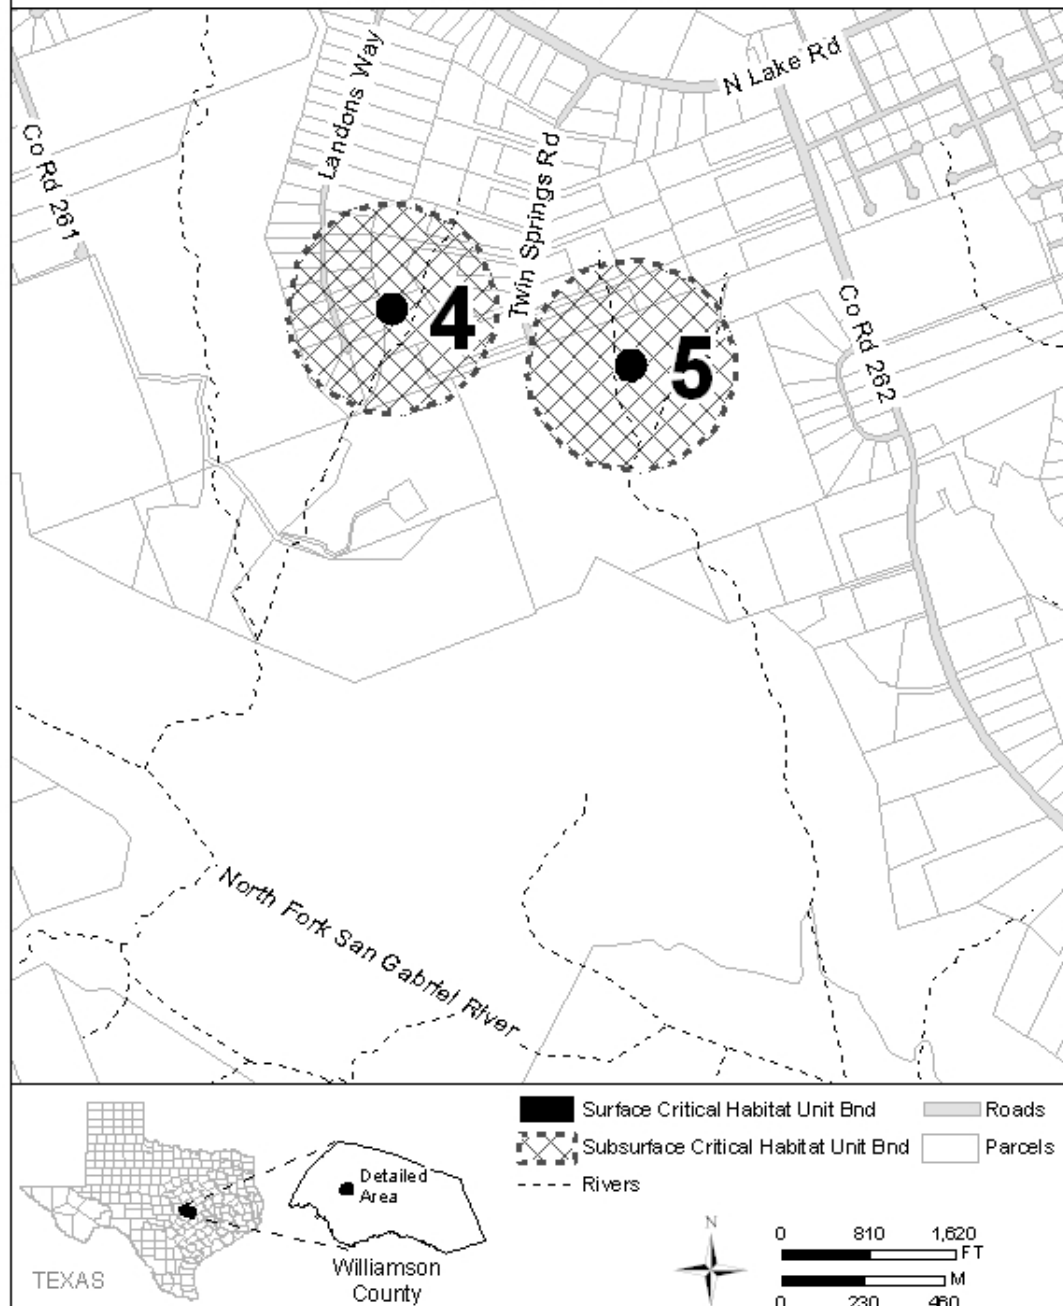 N Lake Rd
Landons Way
Co Rd 261
Twin Springs Rd
4
5
Co Rd 262
North Fork San Gabriel River
Surface Critical Habitat Unit Bnd
Roads
Subsurface Critical Habitat Unit Bnd
Parcels
Rivers
Detailed
Area
Williamson
County
TEXAS
N
0 810 1,620
FT
M
0 230 460